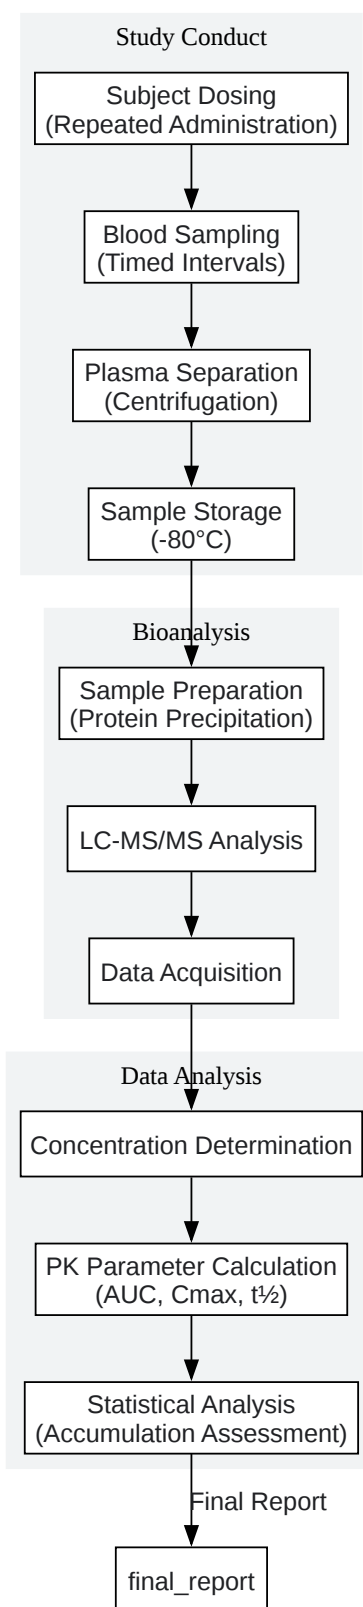 Study Conduct
Subject Dosing
(Repeated Administration)
Blood Sampling
(Timed Intervals)
Plasma Separation
(Centrifugation)
Sample Storage
(-80°C)
Bioanalysis
Sample Preparation
(Protein Precipitation)
LC-MS/MS Analysis
Data Acquisition
Data Analysis
Concentration Determination
PK Parameter Calculation
(AUC, Cmax, t½)
Statistical Analysis
(Accumulation Assessment)
Final Report
final_report